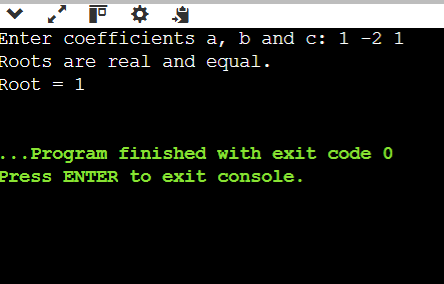 Enter coefficients a, b and c: 1 -2 1
Roots are real and equal.
Root = 1
...Program finished with exit code 0
Press ENTER to exit console.